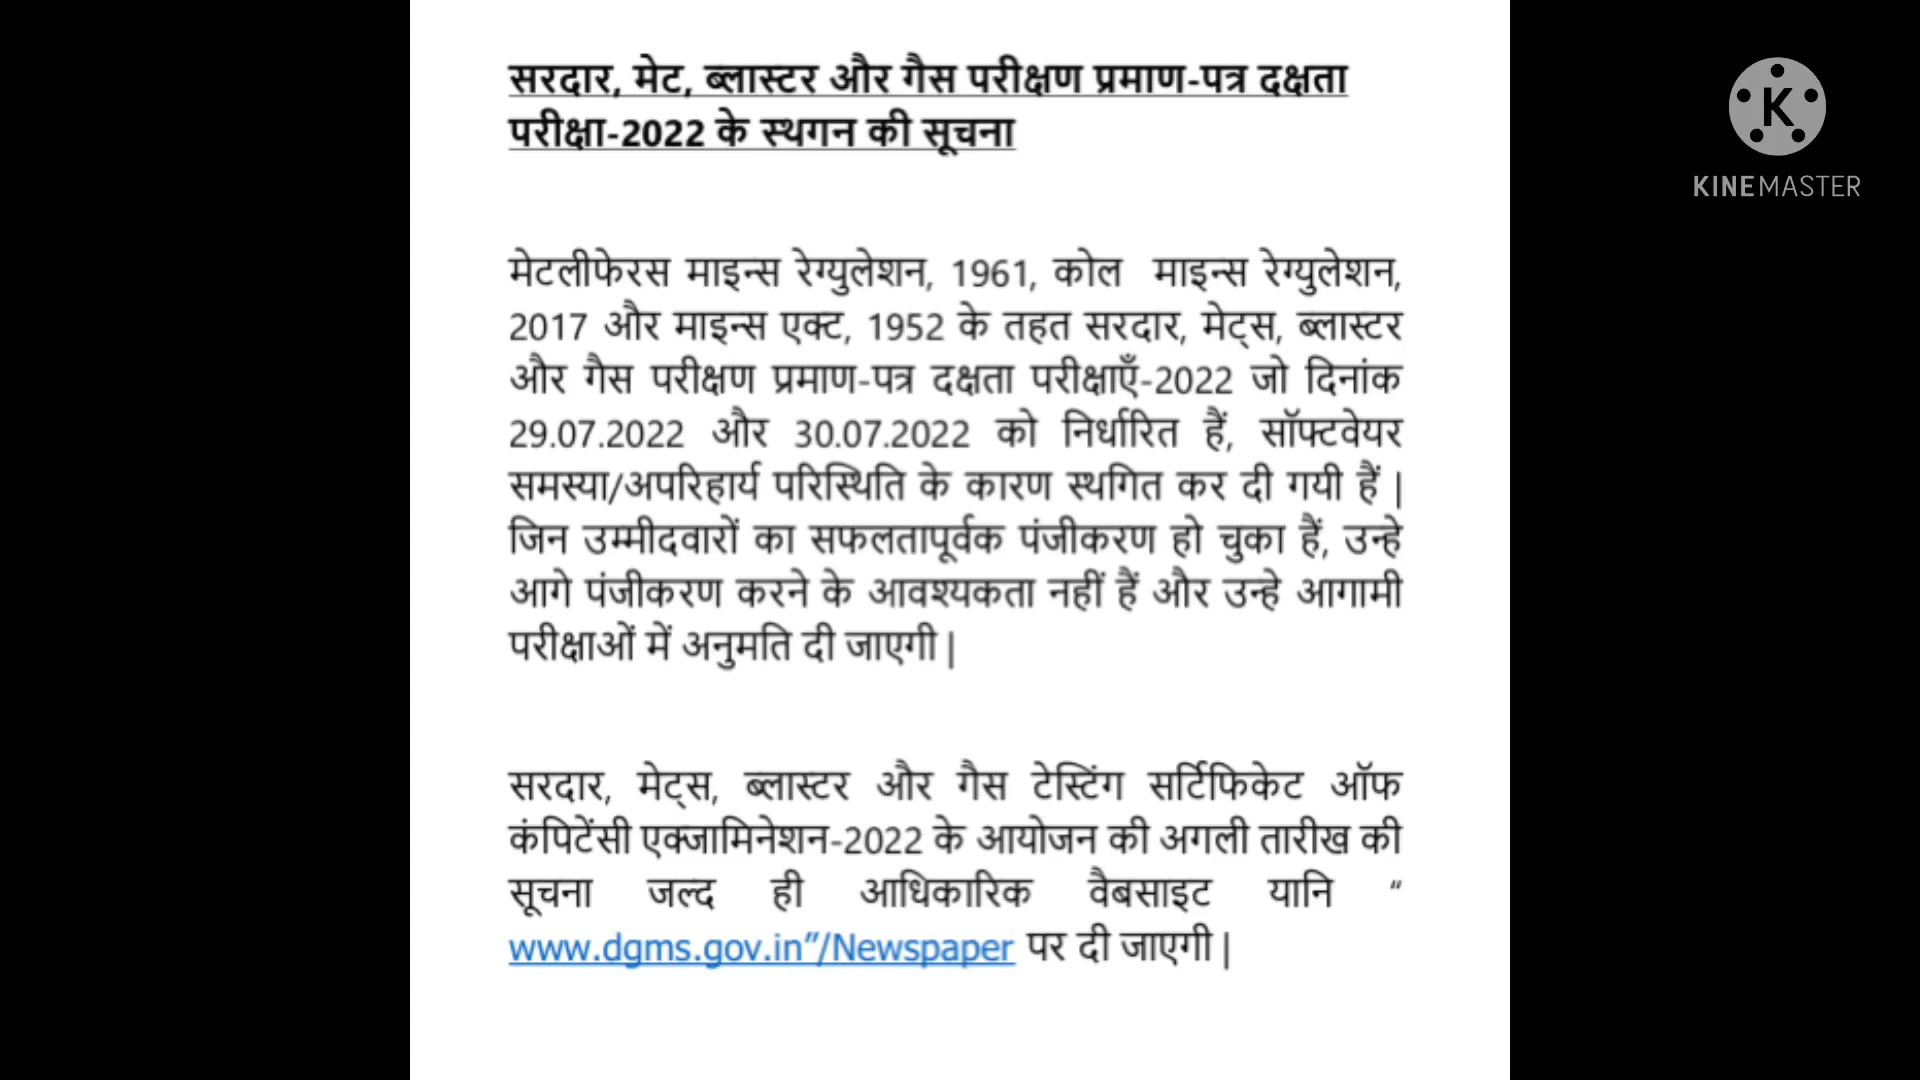 सरदार, मेट, ब्लास्टर और गैस परीक्षण प्रमाण-पत्र दक्षता
परीक्षा-2022 के स्थगन की सूचना
KINEMASTER
मेटलीफेरस माइन्स रेग्युलेशन, 1961, कोल माइन्स रेग्युलेशन,
2017 और माइन्स एक्ट, 1952 के तहत सरदार, मेट्स, ब्लास्टर
और गैस परीक्षण प्रमाण-पत्र दक्षता परीक्षाएँ-2022 जो दिनांक
29.07.2022 और 30.07.2022 को निर्धारित हैं, सॉफ्टवेयर
समस्या/अपरिहार्य परिस्थिति के कारण स्थगित कर दी गयी हैं |
जिन उम्मीदवारों का सफलतापूर्वक पंजीकरण हो चुका हैं, उन्हे
आगे पंजीकरण करने के आवश्यकता नहीं हैं और उन्हे आगामी
परीक्षाओं में अनुमति दी जाएगी |
सरदार, मेट्स, ब्लास्टर और गैस टेस्टिंग सर्टिफिकेट ऑफ
कंपिटेंसी एक्जामिनेशन-2022 के आयोजन की अगली तारीख की
सूचना जल्द ही आधिकारिक वैबसाइट यानि “
www.dgms.gov.in”/Newspaper पर दी जाएगी |